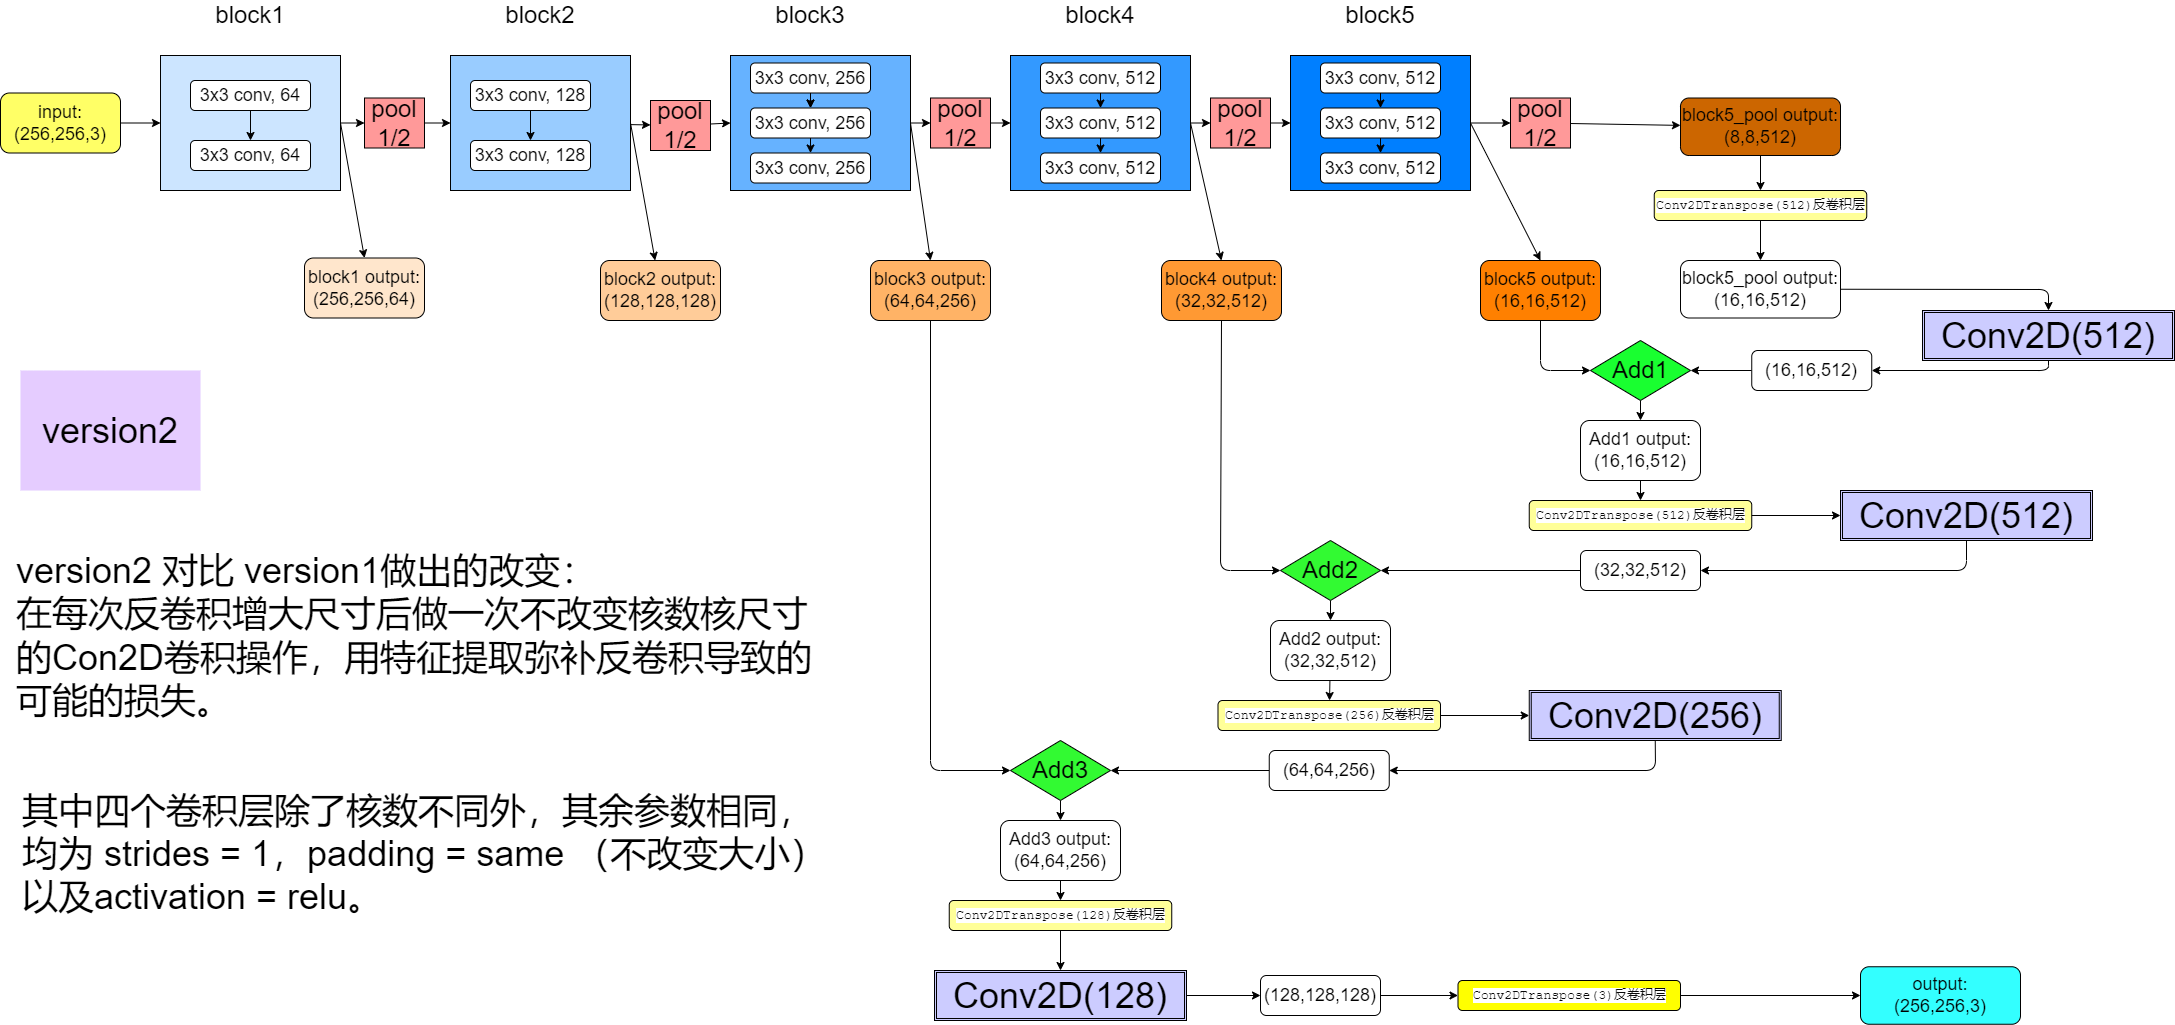 block1
block2
block3
block4
block5
input:
(256,256,3)
3x3 conv, 64
3x3 conv, 64
pool
1/2
3x3 conv, 128
3x3 conv, 128
pool
1/2
3x3 conv, 256
3x3 conv, 256
3x3 conv, 256
pool
1/2
3x3 conv, 512
3x3 conv, 512
3x3 conv, 512
pool
1/2
3x3 conv, 512
3x3 conv, 512
3x3 conv, 512
pool
1/2
block5_pool output:
(8,8,512)
Conv2DTranspose(512)反卷积层
block1 output:
(256,256,64)
block2 output:
(128,128,128)
block3 output:
(64,64,256)
block4 output:
(32,32,512)
block5 output:
(16,16,512)
block5_pool output:
(16,16,512)
Conv2D(512)
Add1
(16,16,512)
Add1 output:
(16,16,512)
Conv2DTranspose(512)反卷积层
Conv2D(512)
Add2
(32,32,512)
Add2 output:
(32,32,512)
Conv2DTranspose(256)反卷积层
Conv2D(256)
Add3
(64,64,256)
Add3 output:
(64,64,256)
Conv2DTranspose(128)反卷积层
Conv2D(128)
(128,128,128)
Conv2DTranspose(3)反卷积层
output:
(256,256,3)
version2
version2 对比 version1做出的改变：
在每次反卷积增大尺寸后做一次不改变核数核尺寸
的Con2D卷积操作，用特征提取弥补反卷积导致的
可能的损失。
其中四个卷积层除了核数不同外，其余参数相同，
均为 strides = 1，padding = same （不改变大小）
以及activation = relu。